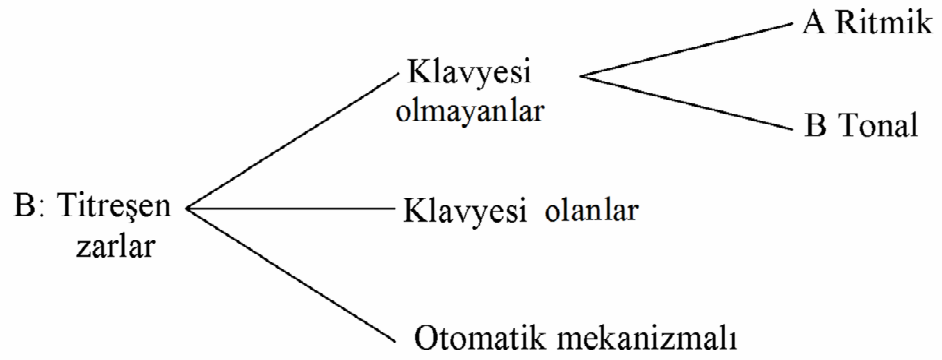 A Ritmik
Klavyesi
olmayanlar
B Tonal
B: Titreşen
zarlar
Klavyesi olanlar
Otomatik mekanizmalı